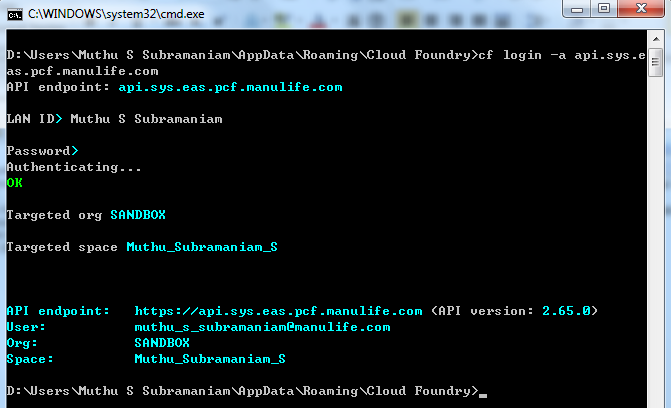 C:\WINDOWS\system32\cmd.exe
D:\Users\Muthu S Subramaniam\AppData\Roaming\Cloud Foundry>cf login -a api.sys.e
as.pcf.manulife.com
API endpoint: api.sys.eas.pcf.manulife.com
LAN ID> Muthu S Subramaniam
Password>
Authenticating...
OK
Targeted org SANDBOX
Targeted space Muthu_Subramaniam_S
API endpoint: https://api.sys.eas.pcf.manulife.com (API version: 2.65.0)
User: muthu_s_subramaniam@manulife.com
Org: SANDBOX
Space: Muthu_Subramaniam_S
D:\Users\Muthu S Subramaniam\AppData\Roaming\Cloud Foundry>_